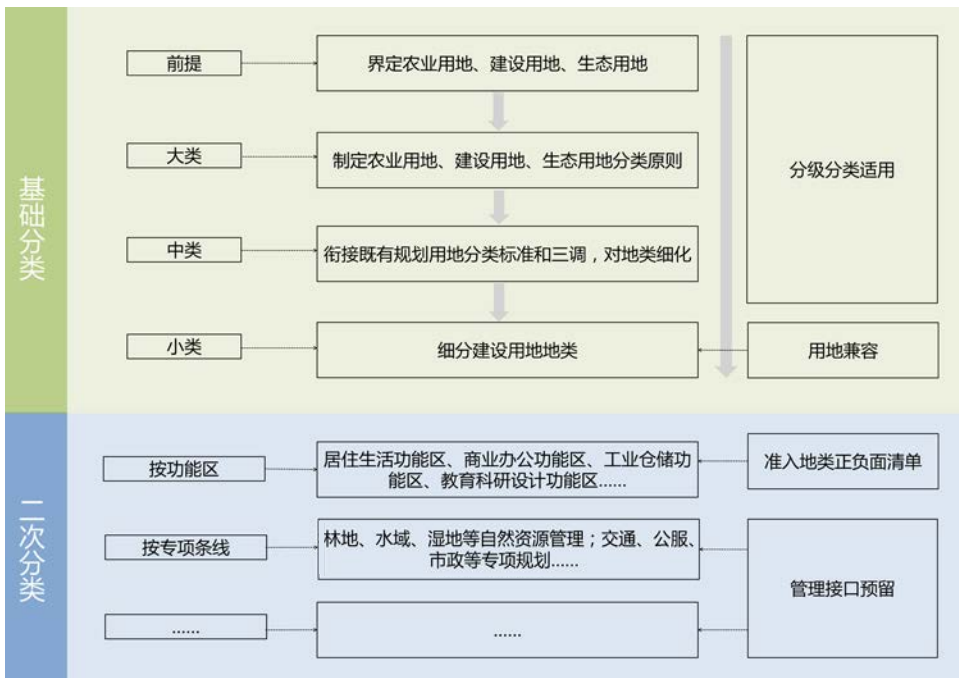 基础分类
前提
界定农业用地、建设用地、生态用地
大类
制定农业用地、建设用地、生态用地分类原则
分级分类适用
中类
衔接既有规划用地分类标准和三调，对地类细化
小类
细分建设用地地类
用地兼容
二次分类
按功能区
居住生活功能区、商业办公功能区、工业仓储功
能区、教育科研设计功能区......
准入地类正负面清单
按专项条线
林地、水域、湿地等自然资源管理；交通、公服、
市政等专项规划......
管理接口预留
......
......